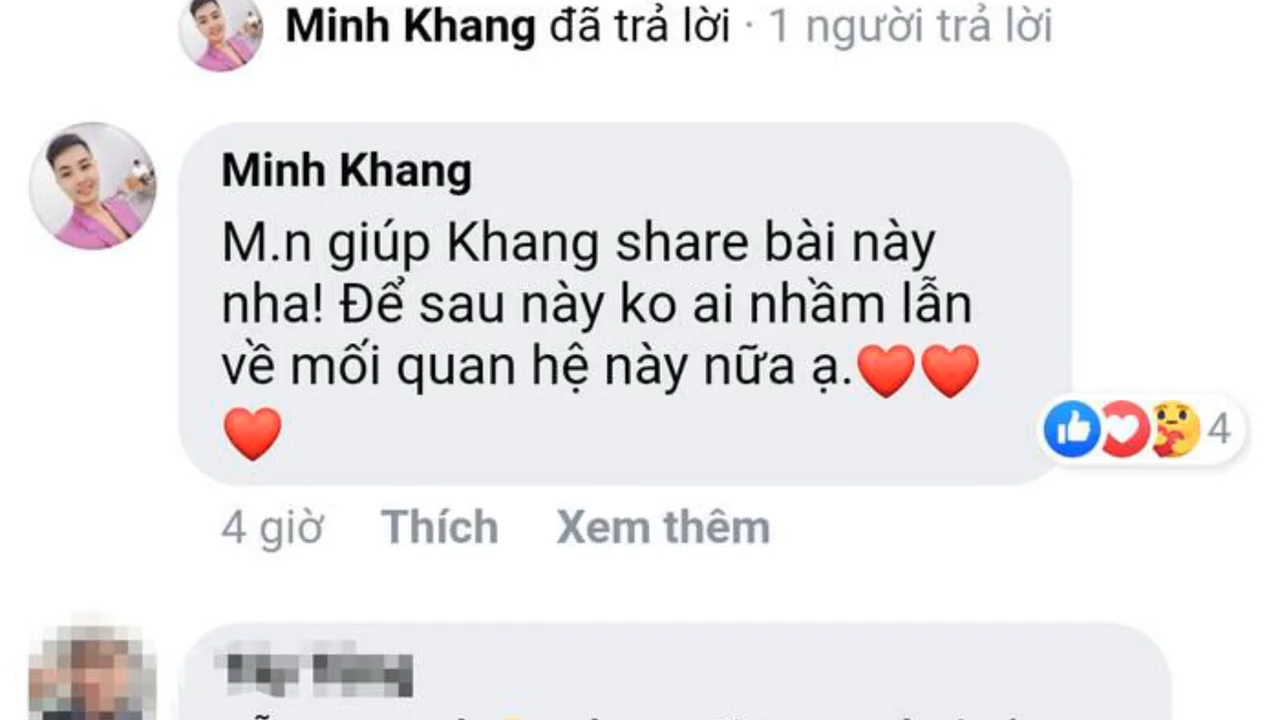 Minh Khang đã trả lời · 1 người trả lời
Minh Khang
M.n giúp Khang share bài này
nha! Để sau này ko ai nhầm lẫn
về mối quan hệ này nữa ạ.❤️❤️
❤️
4
4 giờ Thích Xem thêm